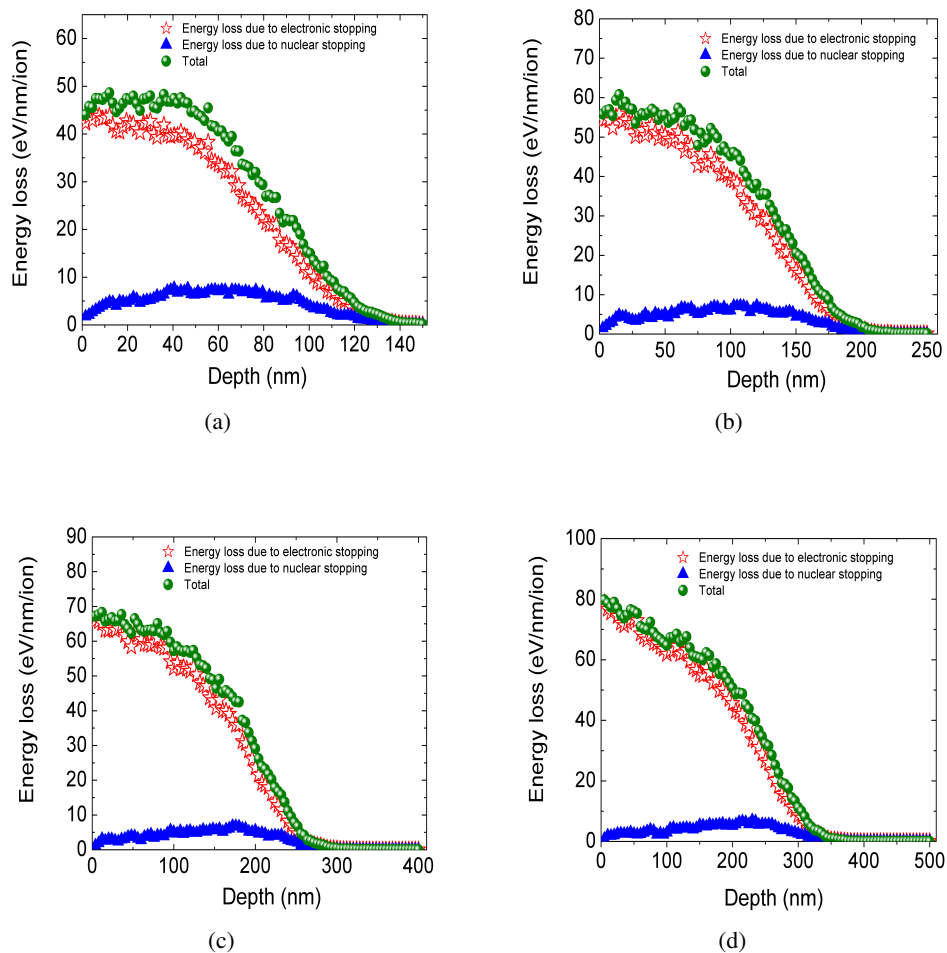 Energy loss (eV/nm/ion)
60
50
40
30
20
10
0
Energy loss due to electronic stopping
Energy loss due to nuclear stopping
Total
0 20 40 60 80 100 120 140
Depth (nm)
(a)
Energy loss (eV/nm/ion)
80
70
60
50
40
30
20
10
0
Energy loss due to electronic stopping
Energy loss due to nuclear stopping
Total
0 50 100 150 200 250
Depth (nm)
(b)
Energy loss (eV/nm/ion)
90
80
70
60
50
40
30
20
10
0
Energy loss due to electronic stopping
Energy loss due to nuclear stopping
Total
0 100 200 300 400
Depth (nm)
(c)
Energy loss (eV/nm/ion)
100
80
60
40
20
0
Energy loss due to electronic stopping
Energy loss due to nuclear stopping
Total
0 100 200 300 400 500
Depth (nm)
(d)